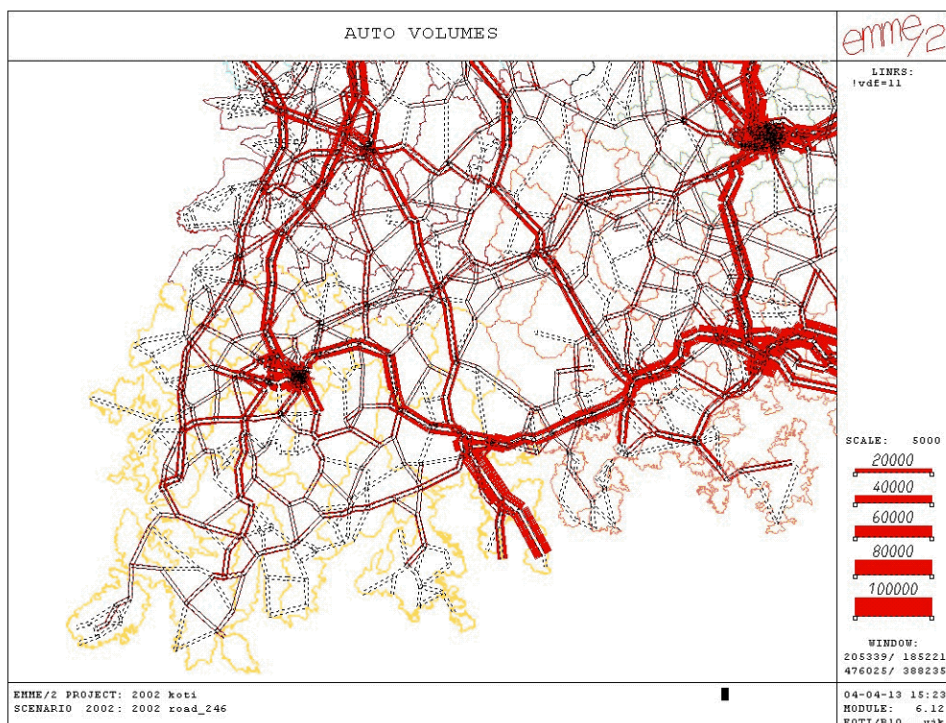 AUTO VOLUMES
emme/2
LINKS:
!vdf=11
SCALE: 5000
20000
40000
60000
80000
100000
WINDOW:
205339/ 185221
476025/ 388235
EMME/2 PROJECT: 2002 koti
SCENARIO 2002: 2002 road_246
04-04-13 15:23
MODULE: 6.12